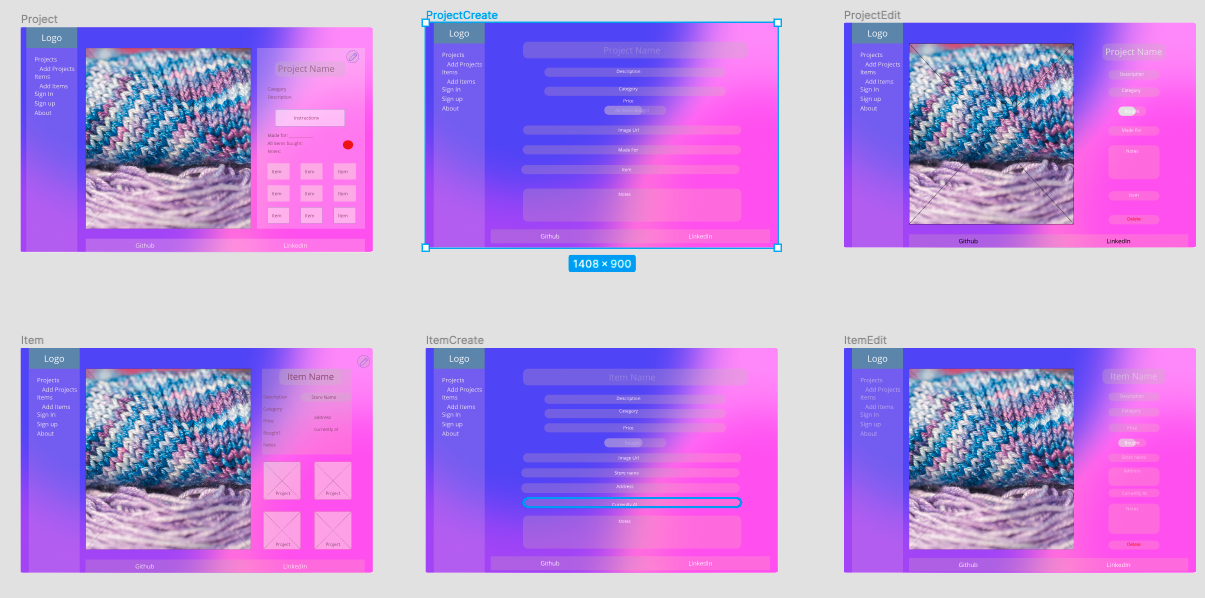 Project
Logo
Projects
Add Projects
Items
Add Items
Sign In
Sign up
About
Project Name
Category
Description
Instructions
Made for: __________
All items bought:
Notes:
Item Item Item
Item Item Item
Item Item Item
Github LinkedIn
ProjectCreate
Logo
Projects
Add Projects
Items
Add Items
Sign In
Sign up
About
Project Name
Description
Category
Price
Image Url
Made For
Item
Notes
Github LinkedIn
1408 × 900
ProjectEdit
Logo
Projects
Add Projects
Items
Add Items
Sign In
Sign up
About
Project Name
Description
Category
Made For
Notes
Item
Delete
Github LinkedIn
Item
Logo
Projects
Add Projects
Items
Add Items
Sign In
Sign up
About
Item Name
Description Store Name
Category
address
Price
currently at
Bought
Notes
Project Project
Project Project
Github LinkedIn
ItemCreate
Logo
Projects
Add Projects
Items
Add Items
Sign In
Sign up
About
Item Name
Description
Category
Price
Image Url
Store name
Address
Currently At
Notes
Github LinkedIn
ItemEdit
Logo
Projects
Add Projects
Items
Add Items
Sign In
Sign up
About
Item Name
Description
Category
Price
Bought
Store name
Address
Currently At
Notes
Delete
Github LinkedIn